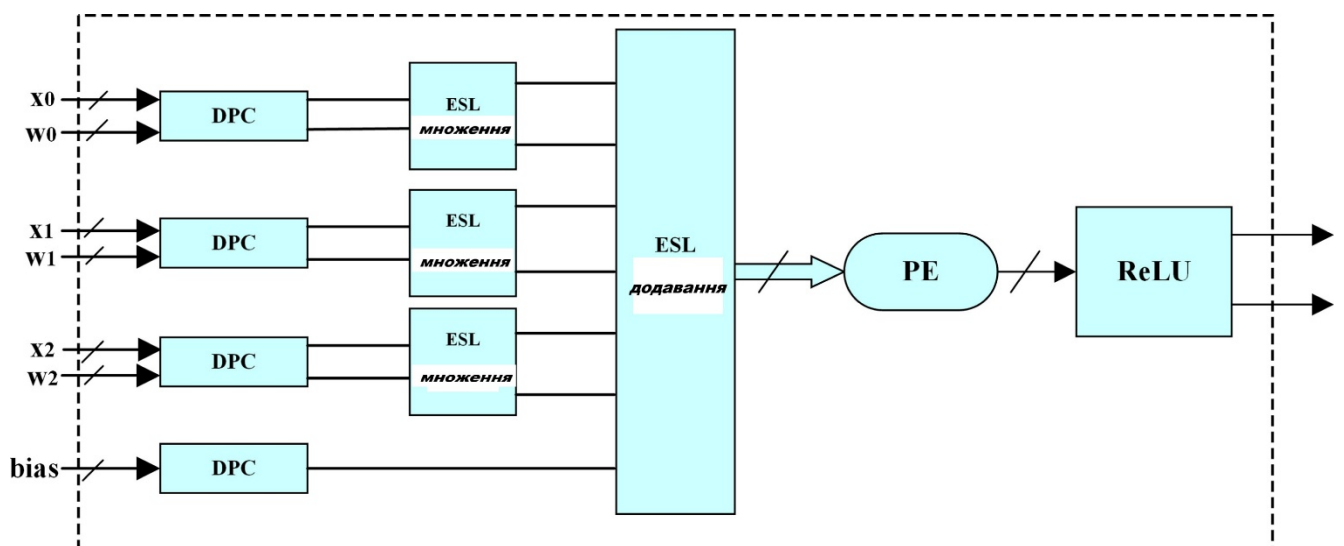 x0
w0
DPC
ESL
множення
x1
w1
DPC
ESL
множення
x2
w2
DPC
ESL
множення
bias
DPC
ESL
додавання
PE
ReLU